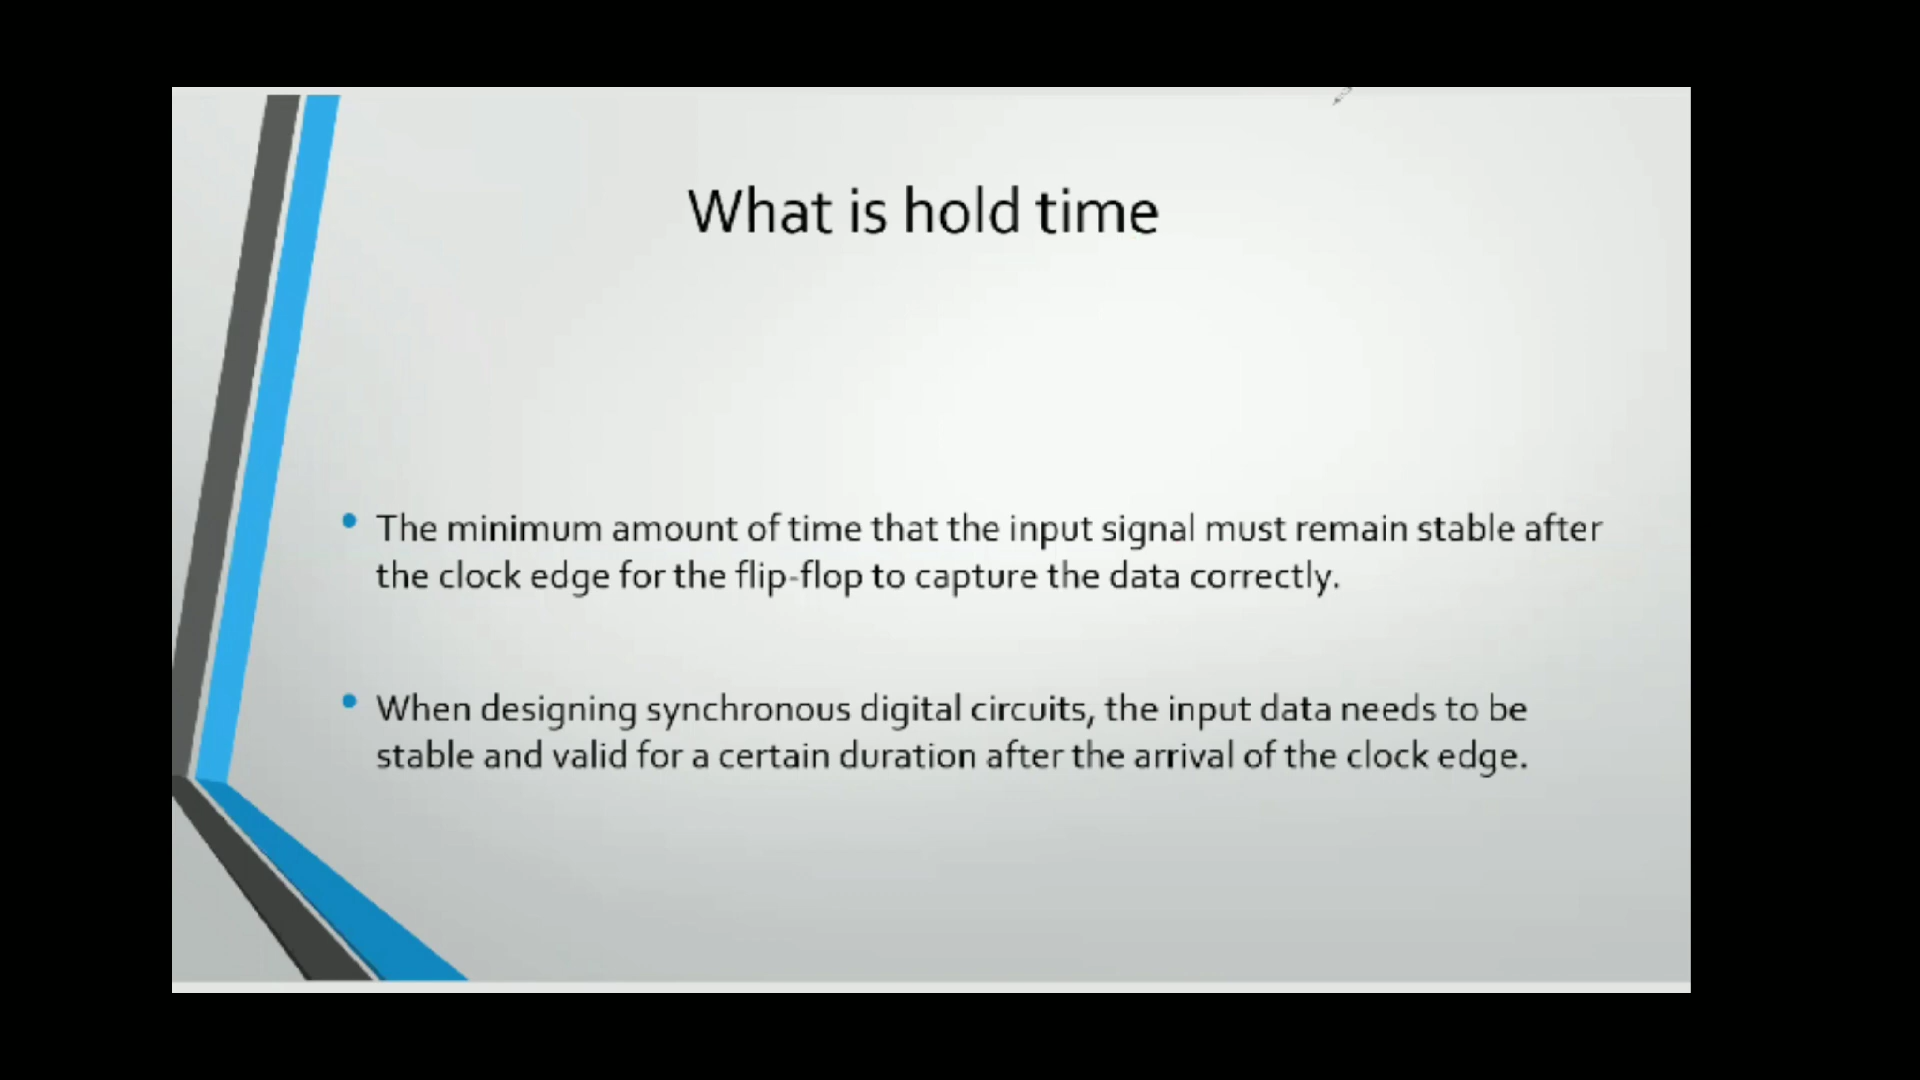 What is hold time
• The minimum amount of time that the input signal must remain stable after
the clock edge for the flip-flop to capture the data correctly.
• When designing synchronous digital circuits, the input data needs to be
stable and valid for a certain duration after the arrival of the clock edge.